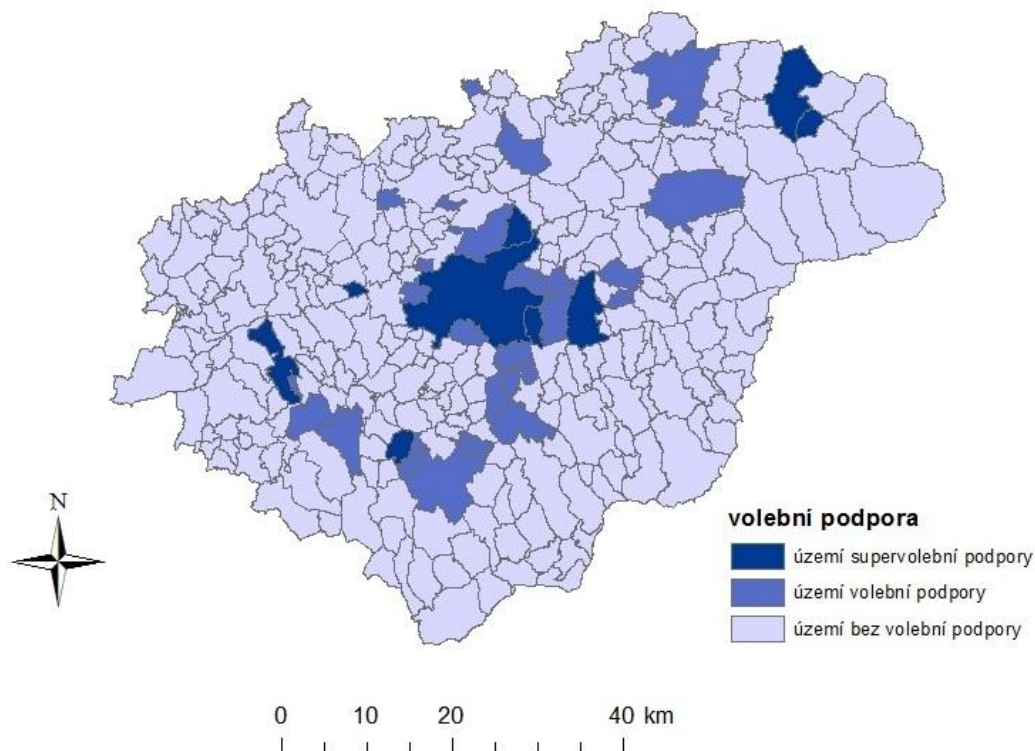 N
volební podpora
území supervolební podpory
území volební podpory
území bez volební podpory
0 10 20 40 km